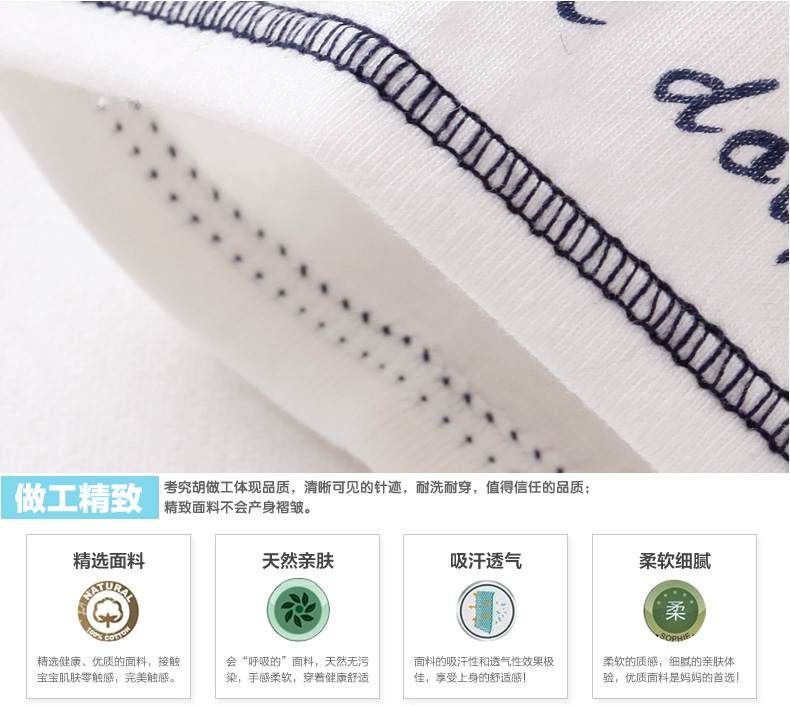 do
做工精致
考究胡做工体现品质，清晰可见的针迹，耐洗耐穿，值得信任的品质；
精致面料不会产身褶皱。
精选面料
天然亲肤
吸汗透气
柔软细腻
NATURAL
100% COTTON
柔
SOPHIE
精选健康、优质的面料，接触
宝宝肌肤零触感，完美触感。
会“呼吸的”面料，天然无污
染，手感柔软，穿着健康舒适
面料的吸汗性和透气性效果极
佳，享受上身的舒适感！
柔软的质感，细腻的亲肤体
验，优质面料是妈妈的首选！